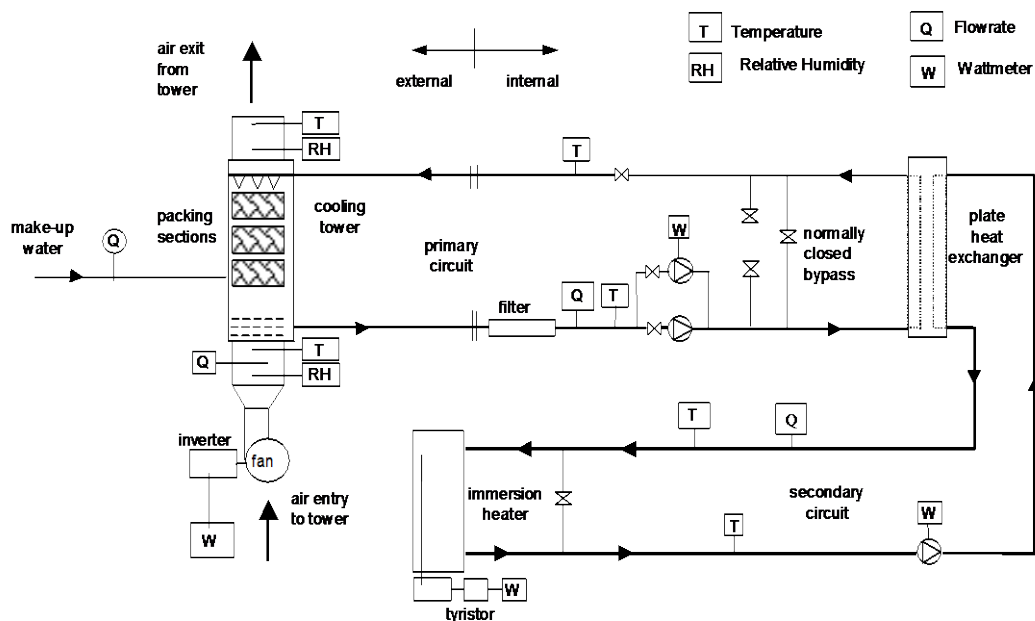 T Temperature
Q Flowrate
RH Relative Humidity
W Wattmeter
air exit
from
tower
external
internal
T
RH
T
make-up
water
Q
packing
sections
cooling
tower
primary
circuit
W
normally
closed
bypass
plate
heat
exchanger
filter
Q
T
T
Q
RH
inverter
fan
W
air entry
to tower
T
Q
immersion
heater
secondary
circuit
T
W
W
tyristor